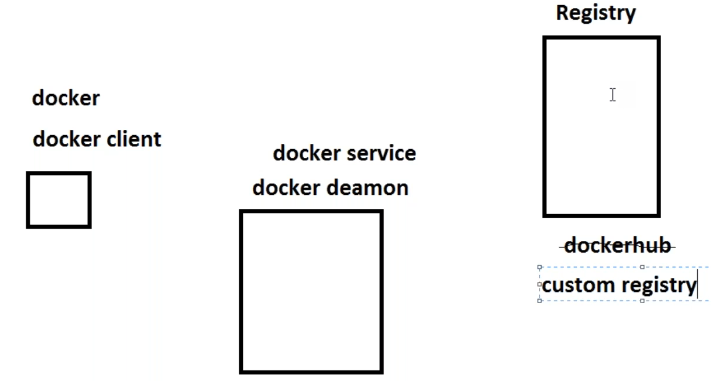 docker
docker client
docker service
docker deamon
Registry
dockerhub
custom registry